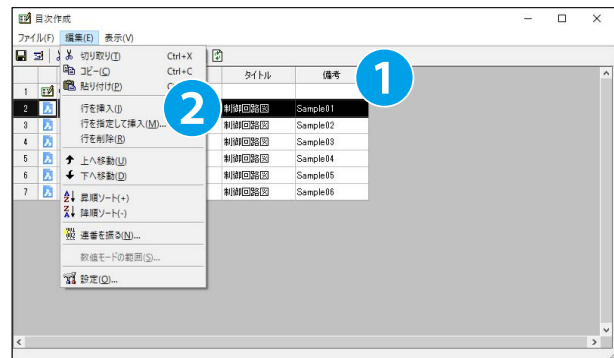 目次作成
ファイル(F) 編集(E) 表示(V)
切り取り(T) Ctrl+X
コピー(C) Ctrl+C
貼り付け(P)
行を挿入(I)
行を指定して挿入(M)...
行を削除(R)
上へ移動(U)
下へ移動(D)
昇順ソート(+)
降順ソート(-)
連番を振る(N)...
数値モードの範囲(S)...
設定(O)...
タイトル 備考
1
2 制御回路図 Sample01
3 制御回路図 Sample02
4 制御回路図 Sample03
5 制御回路図 Sample04
6 制御回路図 Sample05
7 制御回路図 Sample06
1
2